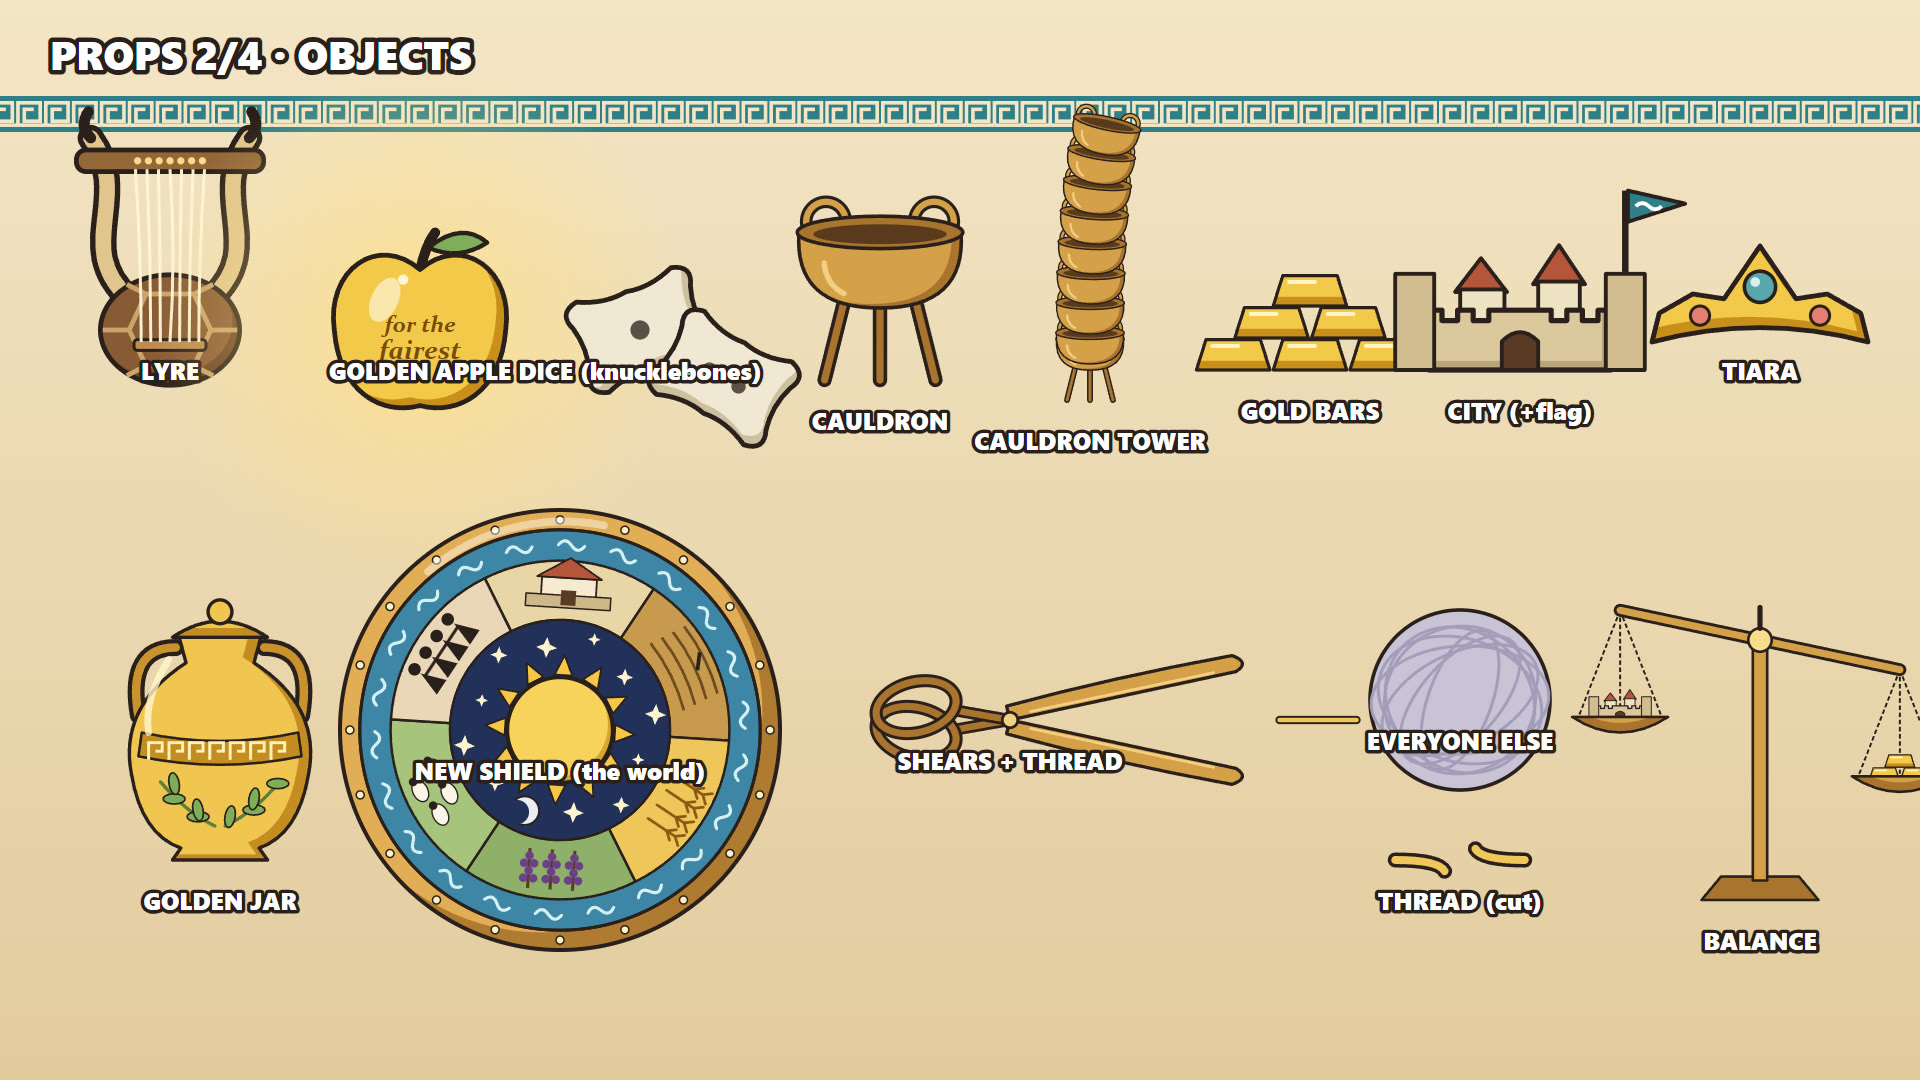 PROPS 2/4 · OBJECTS
for the
fairest
LYRE
GOLDEN APPLE
DICE (knucklebones)
CAULDRON
CAULDRON TOWER
GOLD BARS
CITY (+flag)
TIARA
GOLDEN JAR
NEW SHIELD (the world)
SHEARS + THREAD
EVERYONE ELSE
THREAD (cut)
BALANCE